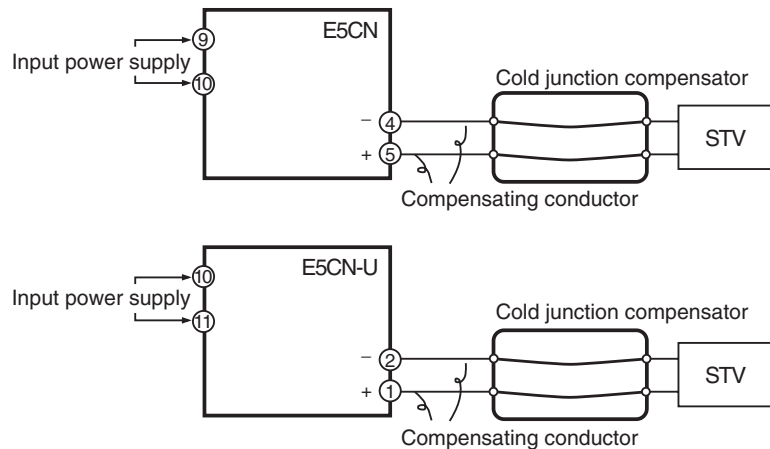 E5CN
9
Input power supply
10
Cold junction compensator
− 4
STV
+ 5
Compensating conductor
E5CN-U
10
Input power supply
11
Cold junction compensator
− 2
STV
+ 1
Compensating conductor